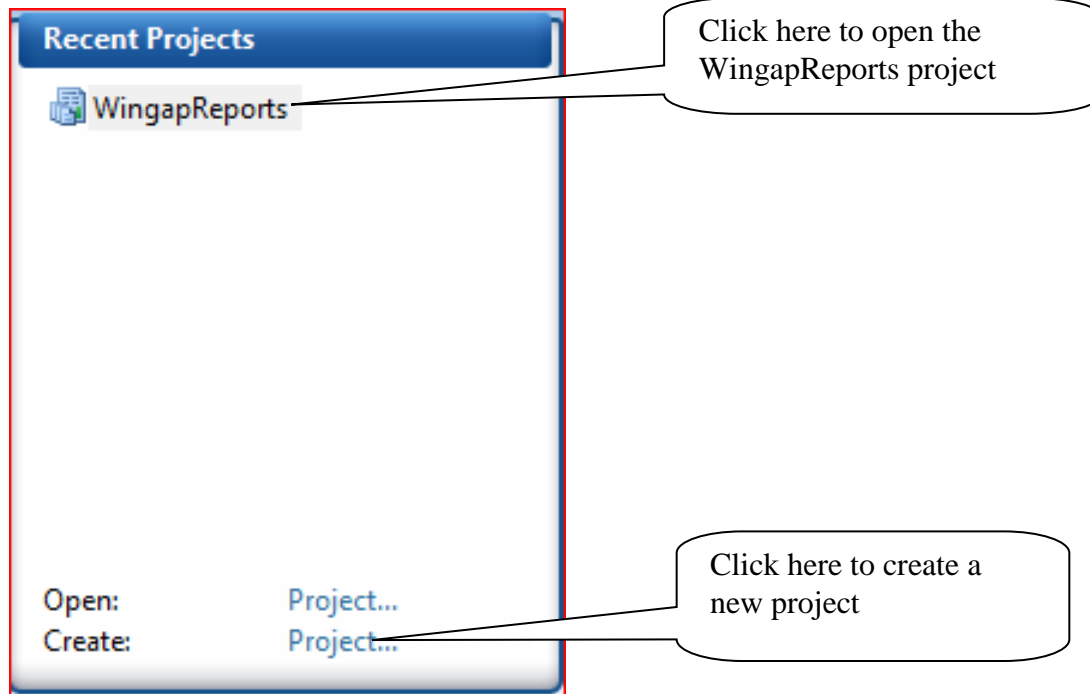 Recent Projects
WingapReports
Click here to open the
WingapReports project
Open: Project...
Create: Project...
Click here to create a
new project